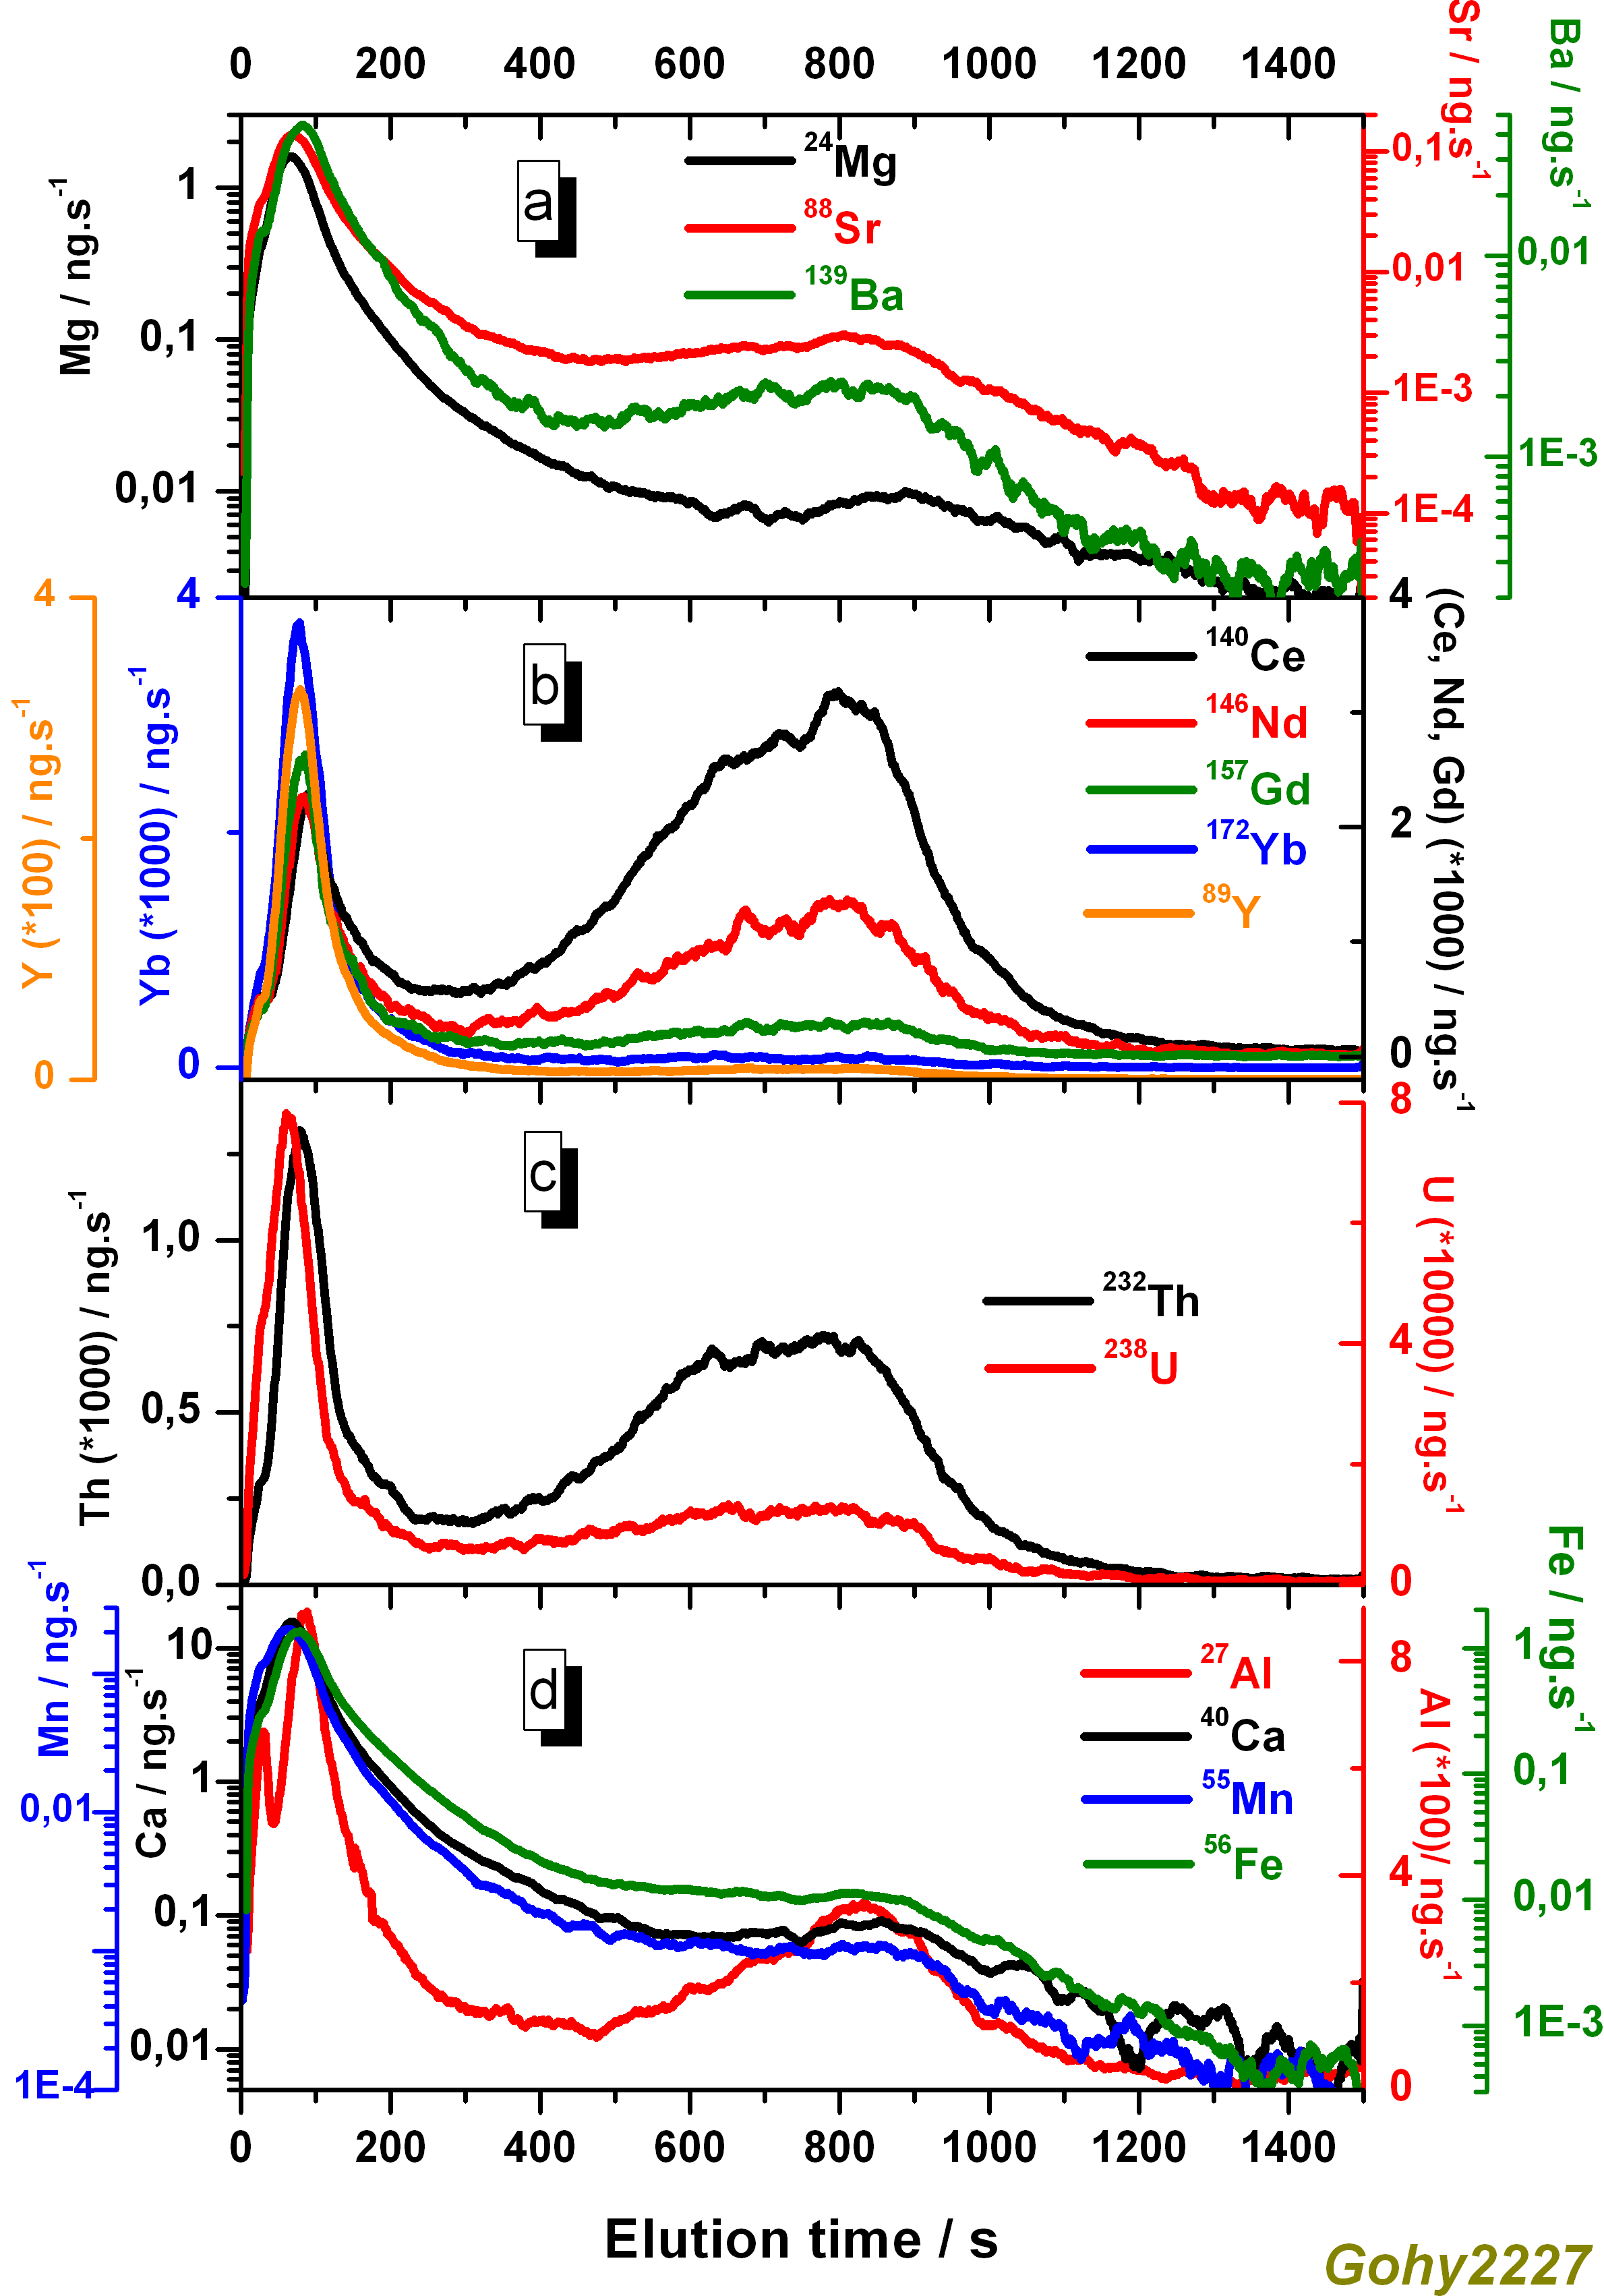 0 200 400 600 800 1000 1200 1400
Mg / ng.s-1
1
0,1
0,01
a
24Mg
88Sr
139Ba
Sr / ng.s-1
0,1
0,01
1E-3
1E-4
Ba / ng.s-1
0,01
1E-3
Y (*100) / ng.s-1
4
0
Yb (*1000) / ng.s-1
4
0
b
140Ce
146Nd
157Gd
172Yb
89Y
(Ce, Nd, Gd) (*1000) / ng.s-1
4
2
0
Th (*1000) / ng.s-1
1,0
0,5
0,0
c
232Th
238U
U (*10000) / ng.s-1
8
4
0
Mn / ng.s-1
0,01
1E-4
Ca / ng.s-1
10
1
0,1
0,01
d
27Al
40Ca
55Mn
56Fe
Al (*100)/ ng.s-1
8
4
0
Fe / ng.s-1
1
0,1
0,01
1E-3
0 200 400 600 800 1000 1200 1400
Elution time / s
Gohy2227